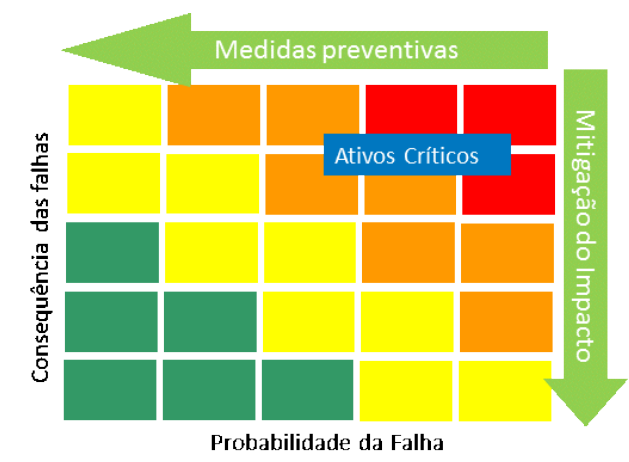 Medidas preventivas
Consequência das falhas
Ativos Críticos
Mitigação do Impacto
Probabilidade da Falha